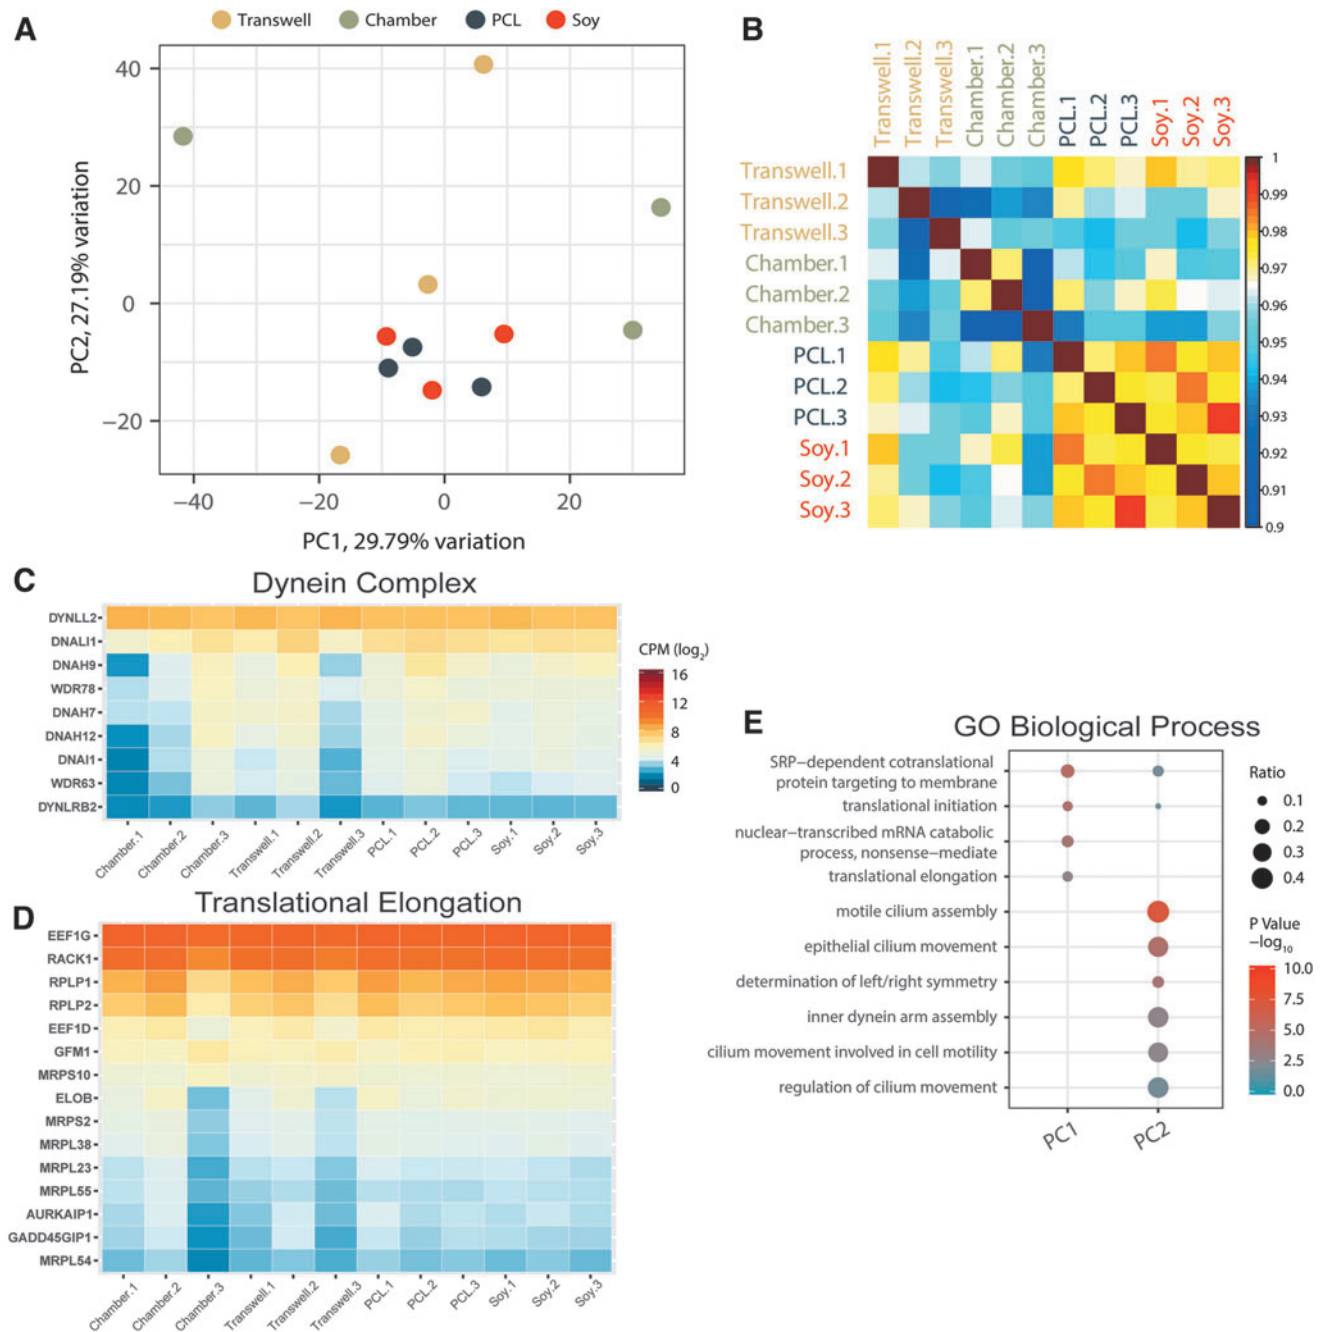 A
Transwell
Chamber
PCL
Soy
PC2, 27.19% variation
40
20
0
−20
−40
−20
0
20
PC1, 29.79% variation
B
Transwell.1
Transwell.2
Transwell.3
Chamber.1
Chamber.2
Chamber.3
PCL.1
PCL.2
PCL.3
Soy.1
Soy.2
Soy.3
Transwell.1
Transwell.2
Transwell.3
Chamber.1
Chamber.2
Chamber.3
PCL.1
PCL.2
PCL.3
Soy.1
Soy.2
Soy.3
1
0.99
0.98
0.97
0.96
0.95
0.94
0.93
0.92
0.91
0.9
C
Dynein Complex
DYNLL2
DNALI1
DNAH9
WDR78
DNAH7
DNAH12
DNAI1
WDR63
DYNLRB2
Chamber.1
Chamber.2
Chamber.3
Transwell.1
Transwell.2
Transwell.3
PCL.1
PCL.2
PCL.3
Soy.1
Soy.2
Soy.3
CPM (log2)
16
12
8
4
0
D
Translational Elongation
EEF1G
RACK1
RPLP1
RPLP2
EEF1D
GFM1
MRPS10
ELOB
MRPS2
MRPL38
MRPL23
MRPL55
AURKAIP1
GADD45GIP1
MRPL54
Chamber.1
Chamber.2
Chamber.3
Transwell.1
Transwell.2
Transwell.3
PCL.1
PCL.2
PCL.3
Soy.1
Soy.2
Soy.3
E
GO Biological Process
SRP−dependent cotranslational
protein targeting to membrane
translational initiation
nuclear−transcribed mRNA catabolic
process, nonsense−mediate
translational elongation
motile cilium assembly
epithelial cilium movement
determination of left/right symmetry
inner dynein arm assembly
cilium movement involved in cell motility
regulation of cilium movement
PC1
PC2
Ratio
0.1
0.2
0.3
0.4
P Value
−log10
10.0
7.5
5.0
2.5
0.0